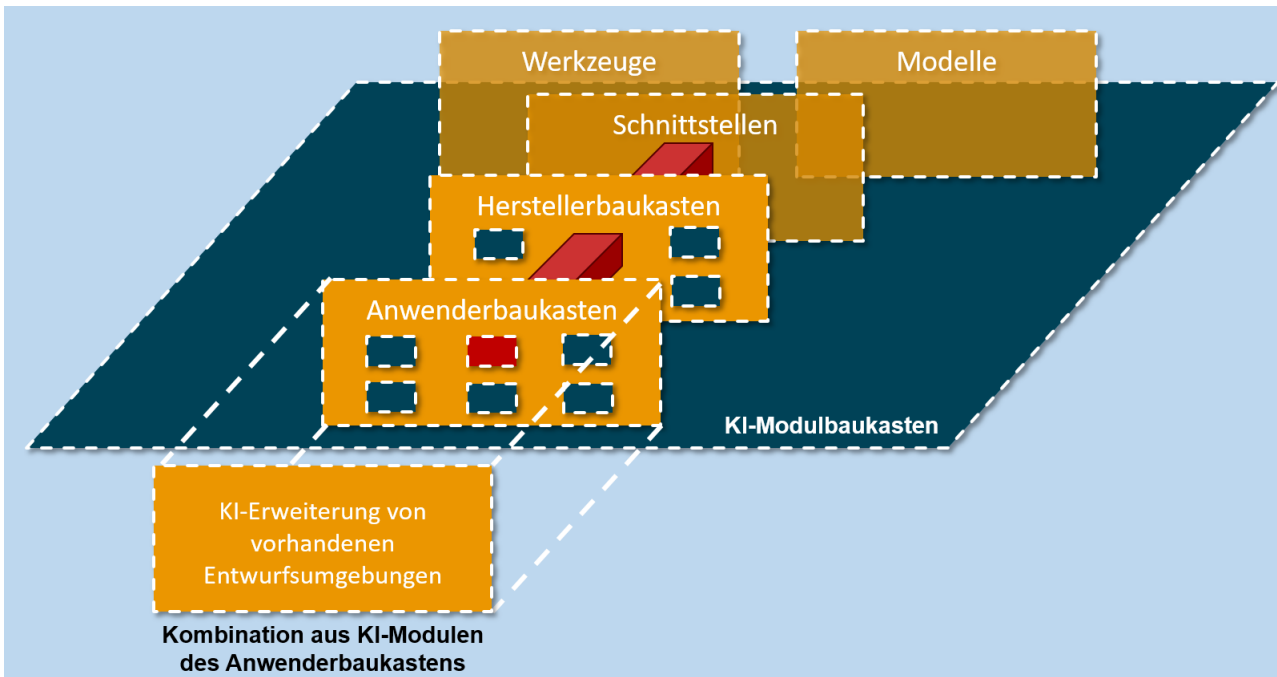 Werkzeuge
Modelle
Schnittstellen
Herstellerbaukasten
Anwenderbaukasten
KI-Modulbaukasten
KI-Erweiterung von
vorhandenen
Entwurfsumgebungen
Kombination aus KI-Modulen
des Anwenderbaukastens